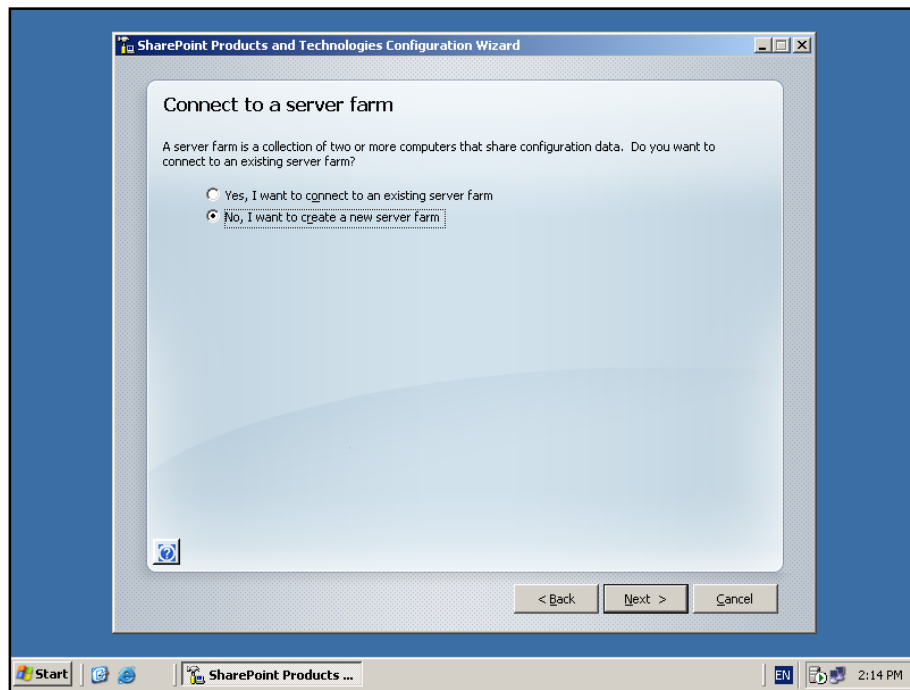 SharePoint Products and Technologies Configuration Wizard
Connect to a server farm
A server farm is a collection of two or more computers that share configuration data. Do you want to
connect to an existing server farm?
Yes, I want to connect to an existing server farm
No, I want to create a new server farm
< Back
Next >
Cancel
Start
SharePoint Products ...
EN
2:14 PM